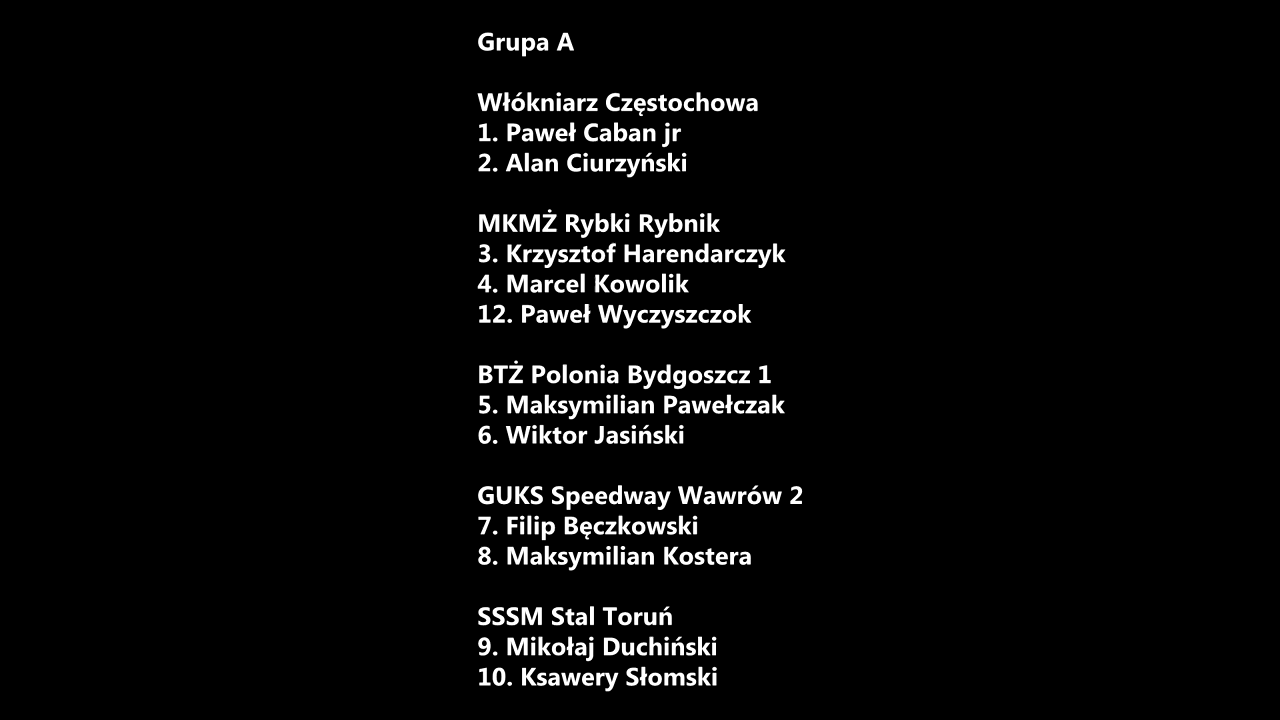 Grupa A
Włókniarz Częstochowa
1. Paweł Caban jr
2. Alan Ciurzyński
MKMŻ Rybki Rybnik
3. Krzysztof Harendarczyk
4. Marcel Kowolik
12. Paweł Wyczyszczok
BTŻ Polonia Bydgoszcz 1
5. Maksymilian Pawełczak
6. Wiktor Jasiński
GUKS Speedway Wawrów 2
7. Filip Bęczkowski
8. Maksymilian Kostera
SSSM Stal Toruń
9. Mikołaj Duchiński
10. Ksawery Słomski